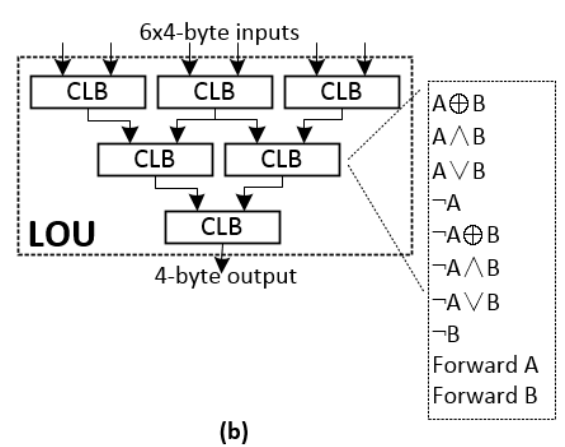 6x4-byte inputs
CLB CLB CLB
CLB CLB
CLB
LOU
4-byte output
A⊕B
A∧B
A∨B
¬A
¬A⊕B
¬A∧B
¬A∨B
¬B
Forward A
Forward B
(b)